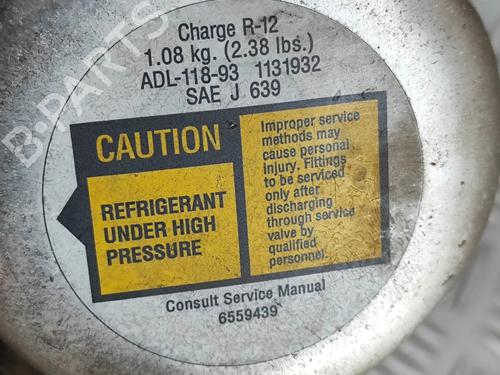 Charge R-12
1.08 kg. (2.38 lbs.)
ADL-118-93 1131932
SAE J 639
CAUTION
REFRIGERANT
UNDER HIGH
PRESSURE
Improper service
methods may
cause personal
injury. Fittings
to be serviced
only after
discharging
through service
valve by
qualified
personnel.
Consult Service Manual
6559439
B-PARTS